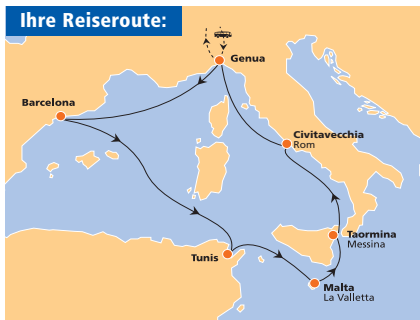 Ihre Reiseroute:
Genua
Barcelona
Civitavecchia
Rom
Taormina
Messina
Tunis
Malta
La Valletta